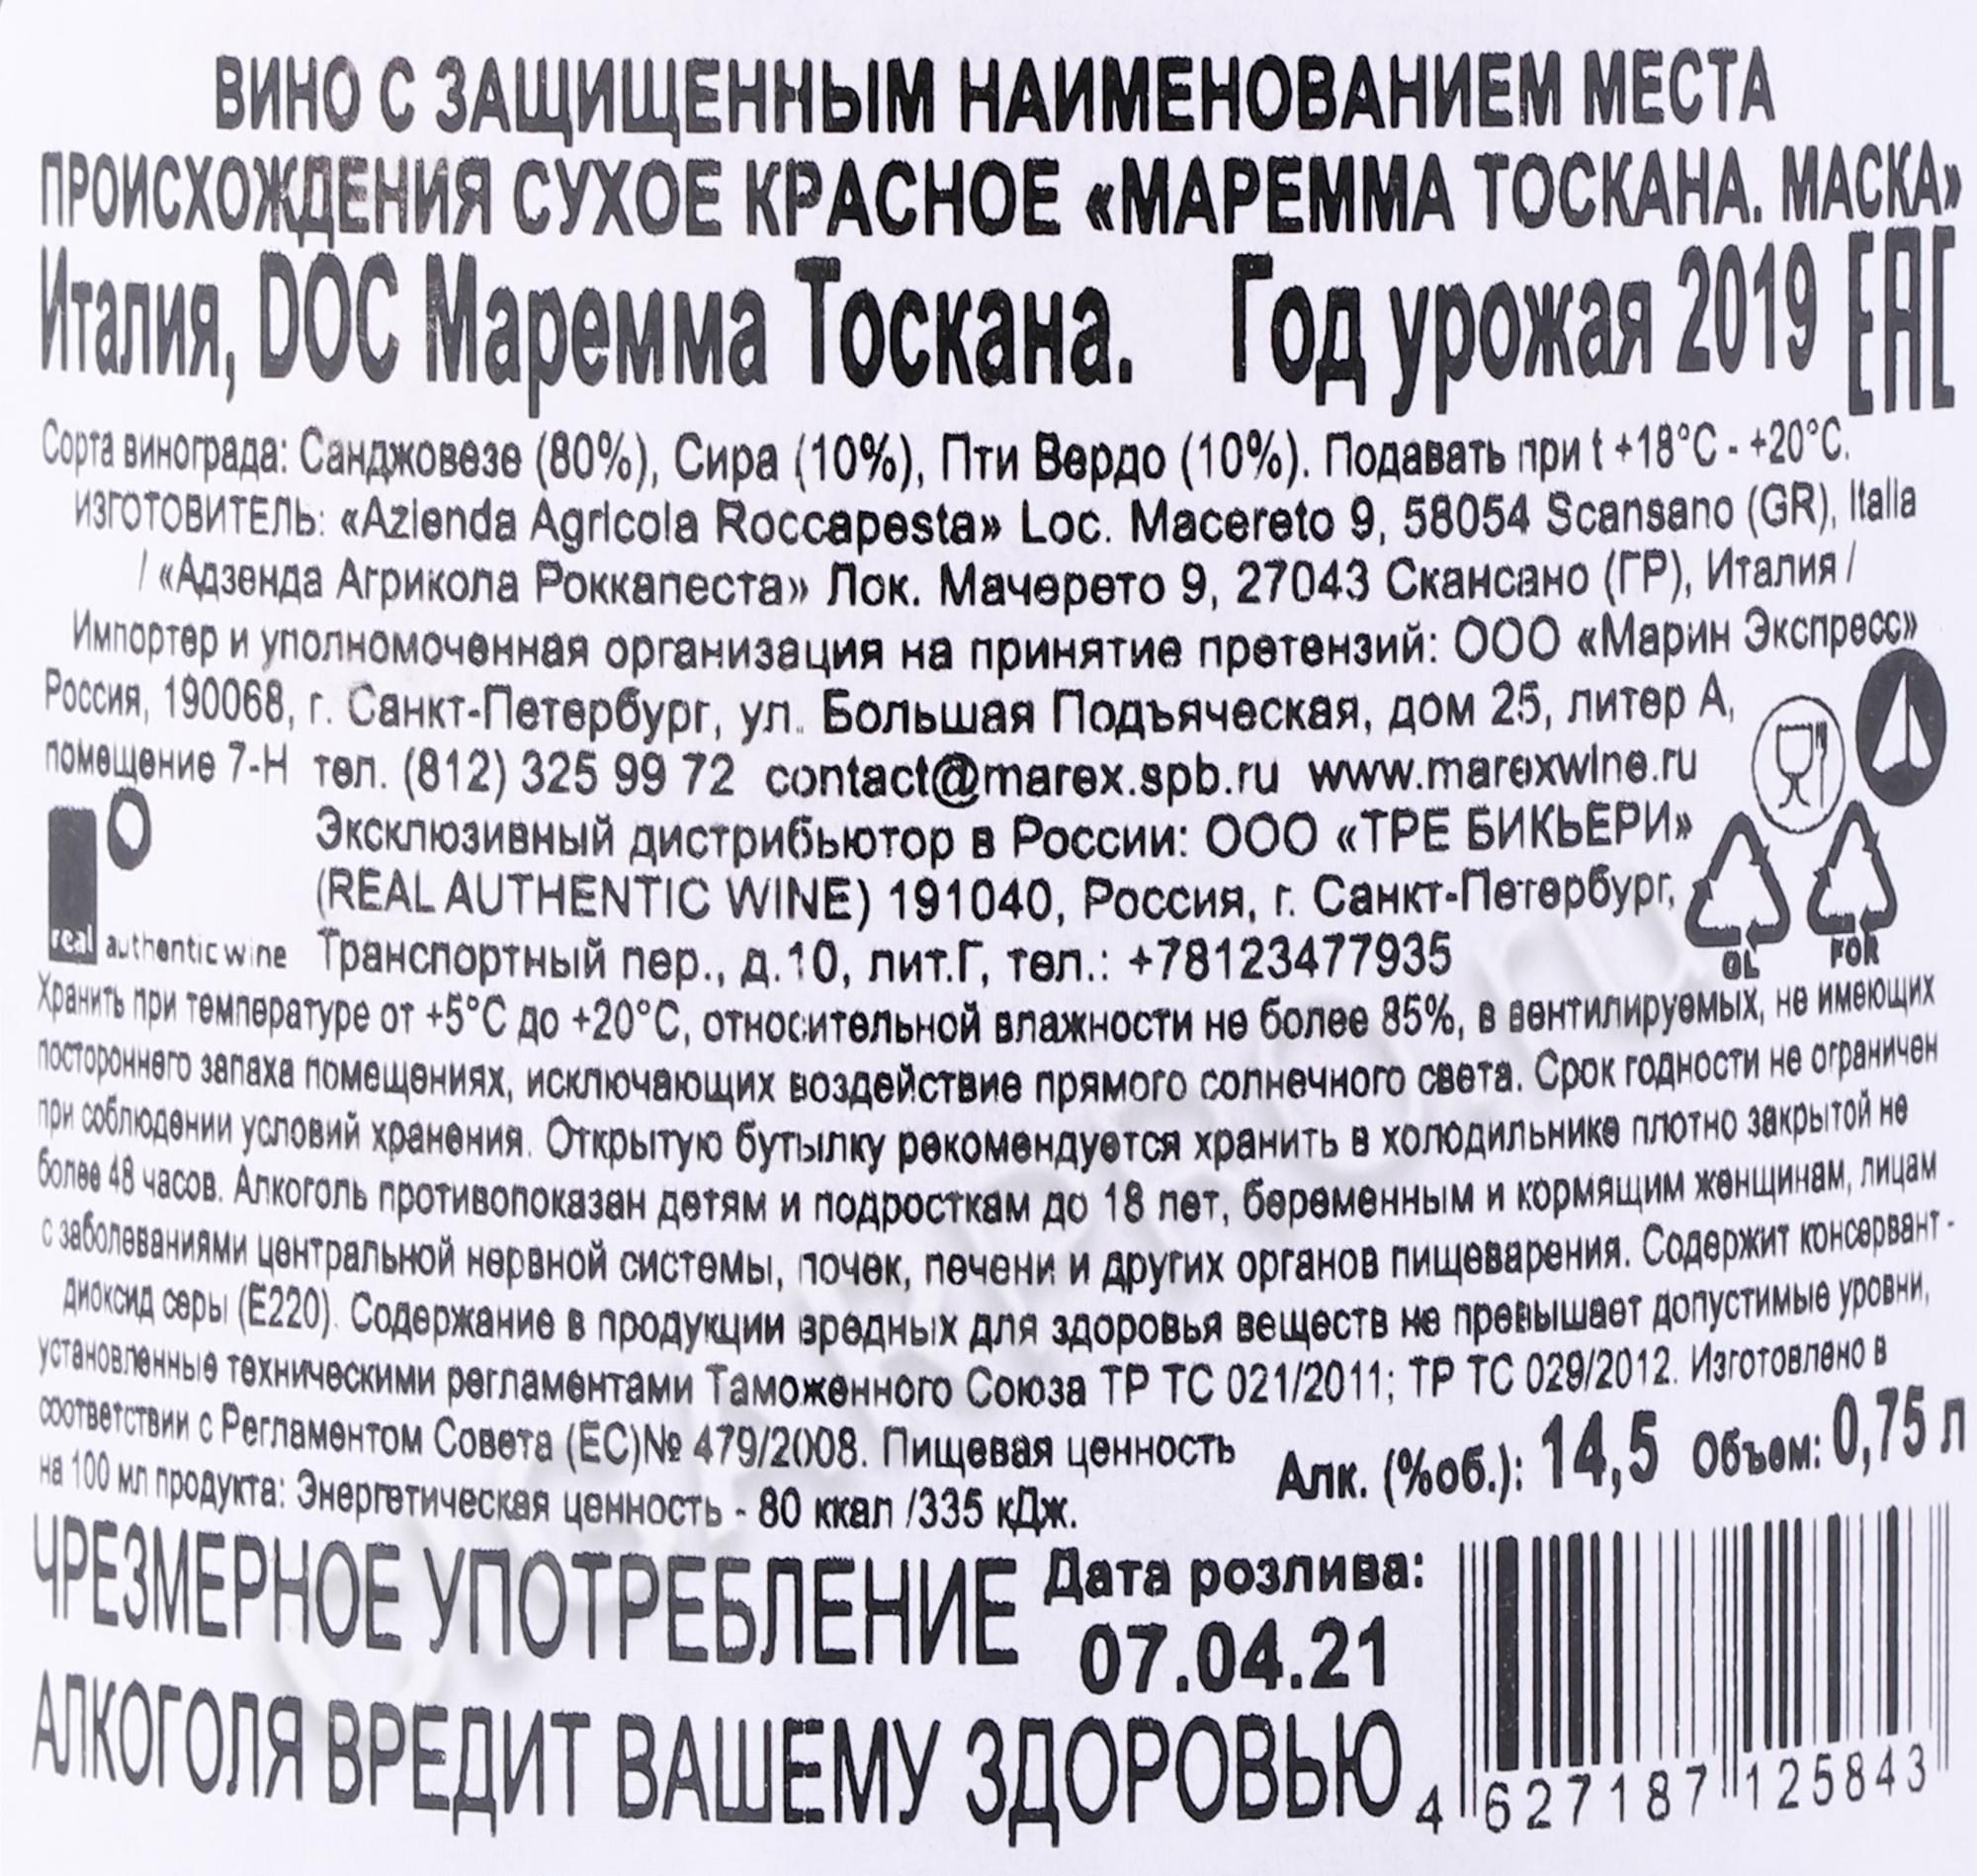 ВИНО С ЗАЩИЩЕННЫМ НАИМЕНОВАНИЕМ МЕСТА
ПРОИСХОЖДЕНИЯ СУХОЕ КРАСНОЕ «МАРЕММА ТОСКАНА. МАСКА»
Италия, DOC Маремма Тоскана. Год урожая 2019 ЕАС
Сорта винограда: Санджовезе (80%), Сира (10%), Пти Вердо (10%). Подавать при t +18°C - +20°C.
ИЗГОТОВИТЕЛЬ: «Azienda Agricola Roccapesta» Loc. Macereto 9, 58054 Scansano (GR), Italia
/ «Адзенда Агрикола Роккапеста» Лок. Мачерето 9, 27043 Скансано (ГР), Италия /
Импортер и уполномоченная организация на принятие претензий: ООО «Марин Экспресс»
Россия, 190068, г. Санкт-Петербург, ул. Большая Подъяческая, дом 25, литер А,
помещение 7-Н тел. (812) 325 99 72 contact@marex.spb.ru www.marexwine.ru
Эксклюзивный дистрибьютор в России: ООО «ТРЕ БИКЬЕРИ»
(REAL AUTHENTIC WINE) 191040, Россия, г. Санкт-Петербург,
real authentic wine Транспортный пер., д.10, лит.Г, тел.: +78123477935
GL FOR
Хранить при температуре от +5°C до +20°C, относительной влажности не более 85%, в вентилируемых, не имеющих
постороннего запаха помещениях, исключающих воздействие прямого солнечного света. Срок годности не ограничен
при соблюдении условий хранения. Открытую бутылку рекомендуется хранить в холодильнике плотно закрытой не
более 48 часов. Алкоголь противопоказан детям и подросткам до 18 лет, беременным и кормящим женщинам, лицам
с заболеваниями центральной нервной системы, почек, печени и других органов пищеварения. Содержит консервант -
диоксид серы (Е220). Содержание в продукции вредных для здоровья веществ не превышает допустимые уровни,
установленные техническими регламентами Таможенного Союза ТР ТС 021/2011; ТР ТС 029/2012. Изготовлено в
соответствии с Регламентом Совета (ЕС)№ 479/2008. Пищевая ценность
на 100 мл продукта: Энергетическая ценность - 80 ккал /335 кДж.
Алк. (%об.): 14,5 Объем: 0,75 л
ЧРЕЗМЕРНОЕ УПОТРЕБЛЕНИЕ
АЛКОГОЛЯ ВРЕДИТ ВАШЕМУ ЗДОРОВЬЮ
Дата розлива:
07.04.21
4 627187 125843
CIGARPRO.ru